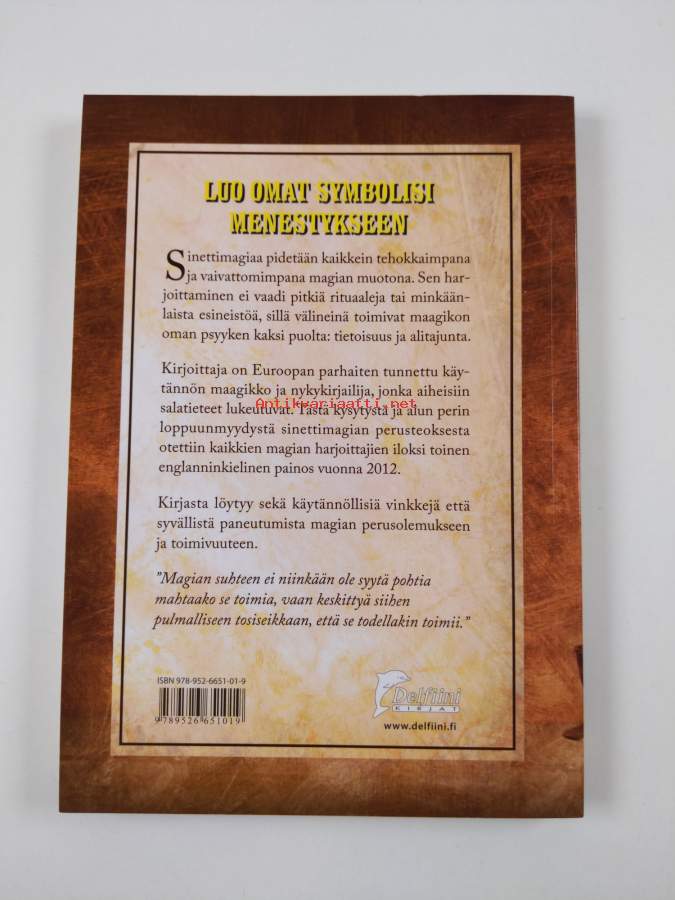 LUO OMAT SYMBOLISI
MENESTYKSEEN
Sinettimagiaa pidetään kaikkein tehokkaimpana
ja vaivattomimpana magian muotona. Sen har-
joittaminen ei vaadi pitkiä rituaaleja tai minkään-
laista esineistöä, sillä välineinä toimivat maagikon
oman psyyken kaksi puolta: tietoisuus ja alitajunta.
Kirjoittaja on Euroopan parhaiten tunnettu käy-
tännön maagikko ja nykykirjailija, jonka aiheisiin
salatieteet lukeutuvat. Tästä kysytystä ja alun perin
Antikvariaatti.net
loppuunmyydystä sinettimagian perusteoksesta
otettiin kaikkien magian harjoittajien iloksi toinen
englanninkielinen painos vuonna 2012.
Kirjasta löytyy sekä käytännöllisiä vinkkejä että
syvällistä paneutumista magian perusolemukseen
ja toimivuuteen.
”Magian suhteen ei niinkään ole syytä pohtia
mahtaako se toimia, vaan keskittyä siihen
pulmalliseen tosiseikkaan, että se todellakin toimii.”
ISBN 978-952-6651-01-9
9 789526 651019
Delfiini
KIRJAT
www.delfiini.fi